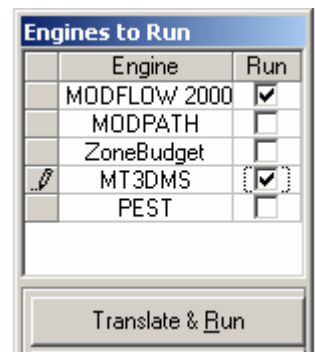 Engines to Run
Engine Run
MODFLOW 2000
MODPATH
ZoneBudget
MT3DMS
PEST
Translate & Run